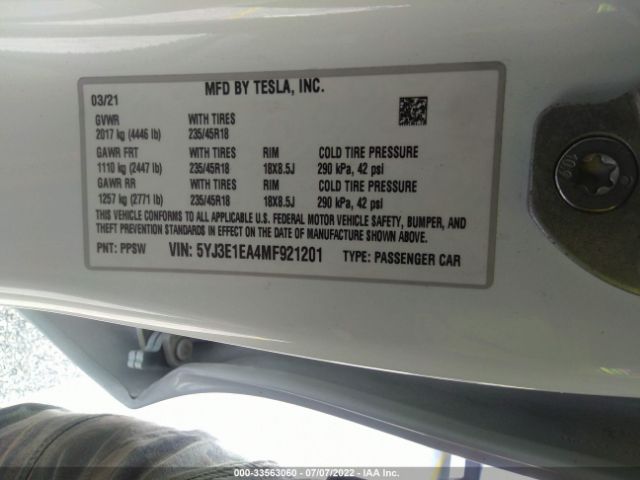 MFD BY TESLA, INC.
03/21
GVWR WITH TIRES
2017 kg (4446 lb) 235/45R18
GAWR FRT WITH TIRES RIM COLD TIRE PRESSURE
1110 kg (2447 lb) 235/45R18 18X8.5J 290 kPa, 42 psi
GAWR RR WITH TIRES RIM COLD TIRE PRESSURE
1257 kg (2771 lb) 235/45R18 18X8.5J 290 kPa, 42 psi
THIS VEHICLE CONFORMS TO ALL APPLICABLE U.S. FEDERAL MOTOR VEHICLE SAFETY, BUMPER, AND
THEFT PREVENTION STANDARDS IN EFFECT ON THE DATE OF MANUFACTURE SHOWN ABOVE.
PNT: PPSW VIN: 5YJ3E1EA4MF921201 TYPE: PASSENGER CAR
000-33563060 - 07/07/2022 - IAA Inc.